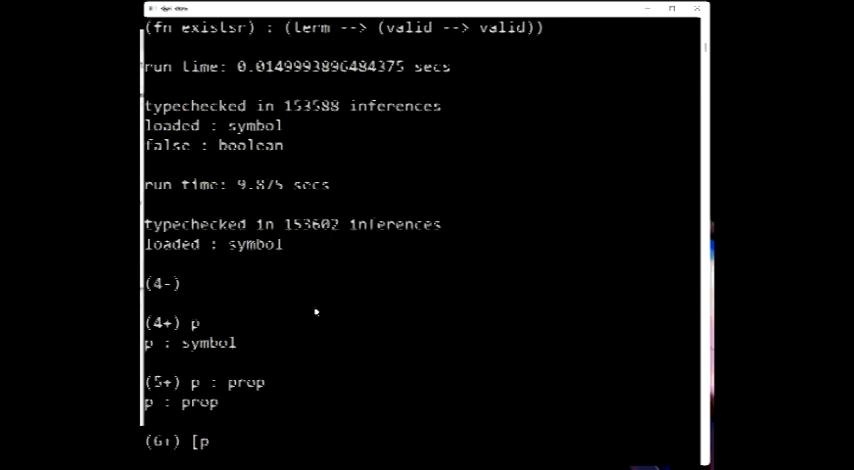 (fn existsr) : (term --> (valid --> valid))
run time: 0.0149993896484375 secs
typechecked in 153588 inferences
loaded : symbol
false : boolean
run time: 9.875 secs
typechecked in 153602 inferences
loaded : symbol
(4-)
(4+) p
p : symbol
(5+) p : prop
p : prop
(6+) [p